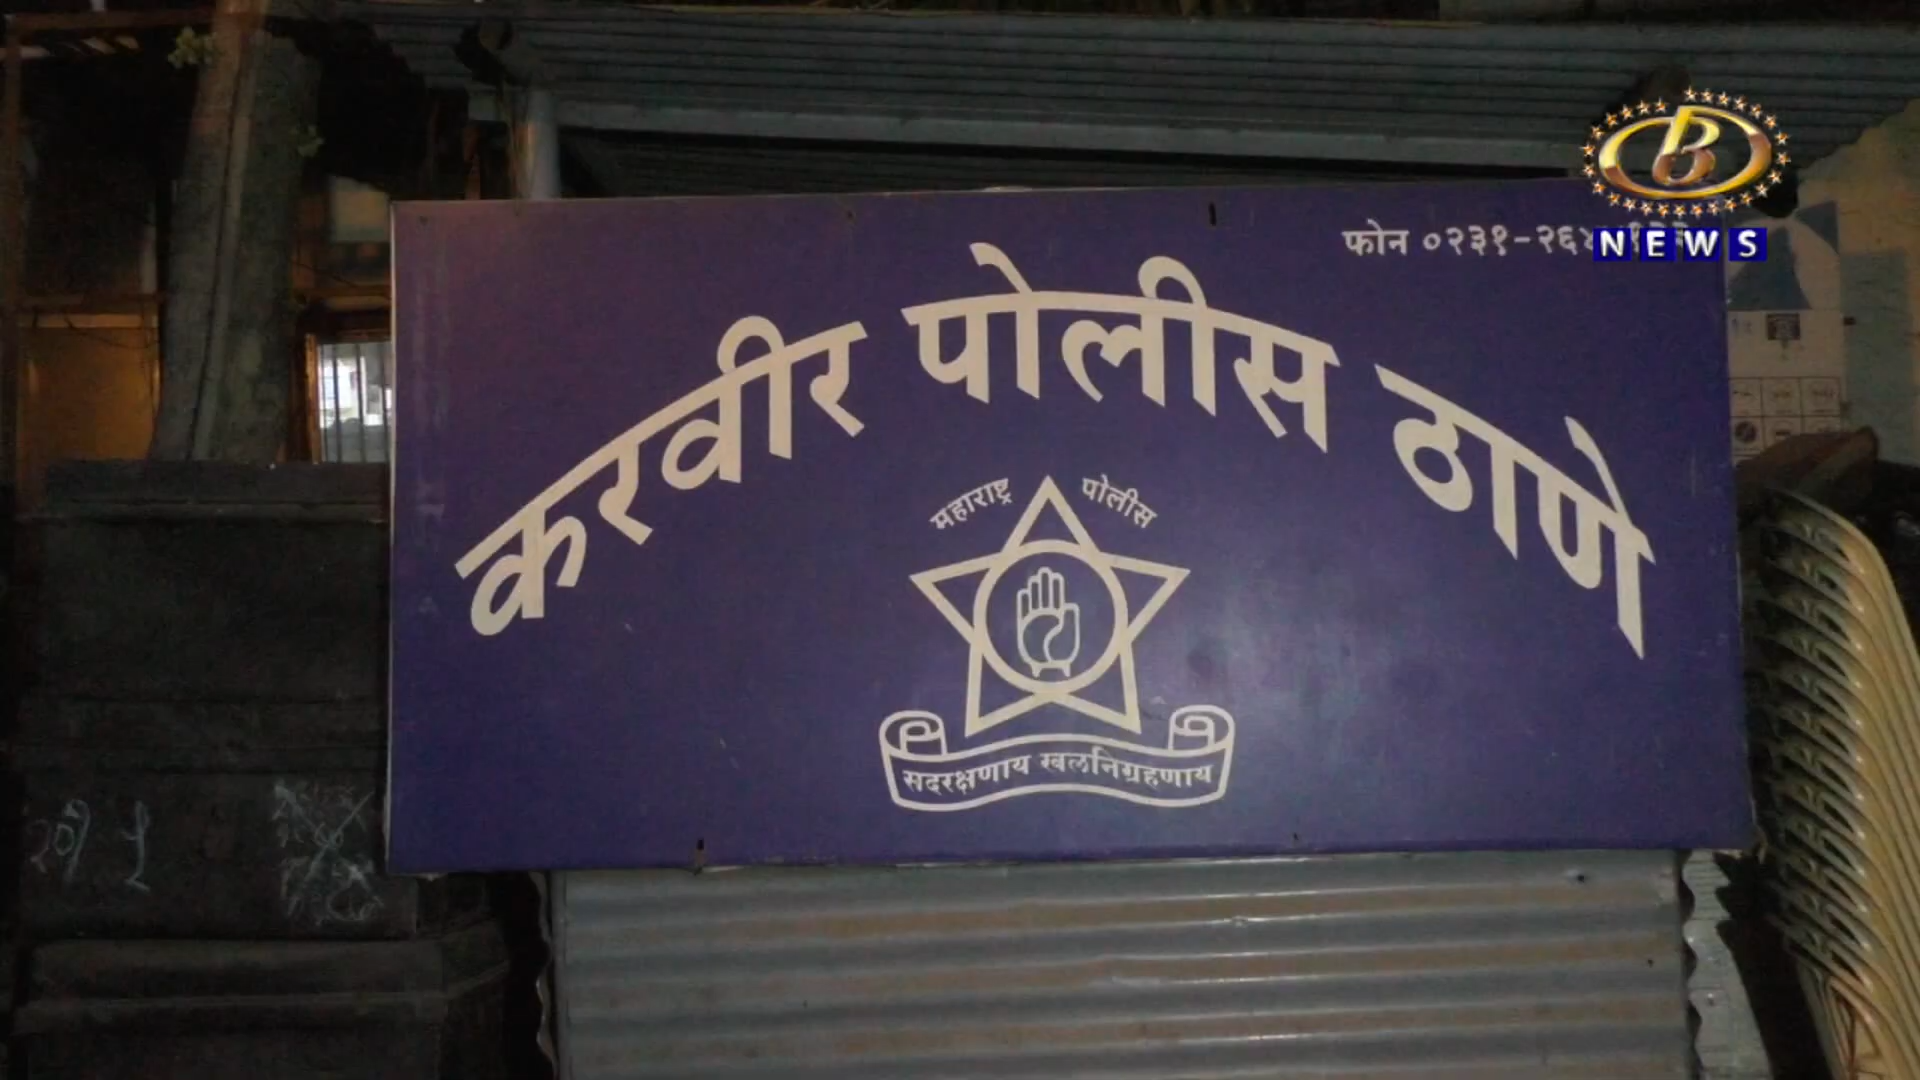 फोन ०२३१-२६
B
NEWS
करवीर पोलीस ठाणे
महाराष्ट्र पोलीस
सदरक्षणाय खलनिग्रहणाय